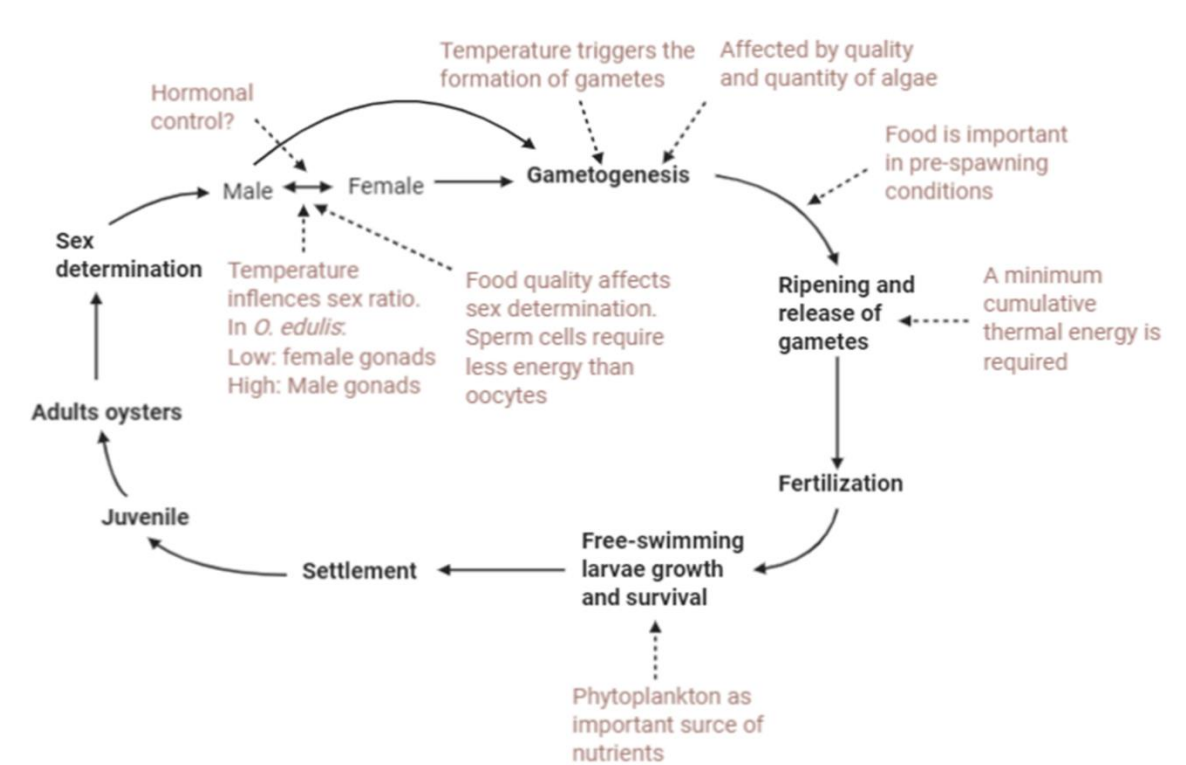 Temperature triggers the
formation of gametes
Affected by quality
and quantity of algae
Hormonal
control?
Food is important
in pre-spawning
conditions
Male
Female
Gametogenesis
Sex
determination
Temperature
inflences sex ratio.
In O. edulis:
Low: female gonads
High: Male gonads
Food quality affects
sex determination.
Sperm cells require
less energy than
oocytes
Ripening and
release of
gametes
A minimum
cumulative
thermal energy is
required
Adults oysters
Fertilization
Juvenile
Free-swimming
larvae growth
and survival
Settlement
Phytoplankton as
important surce of
nutrients